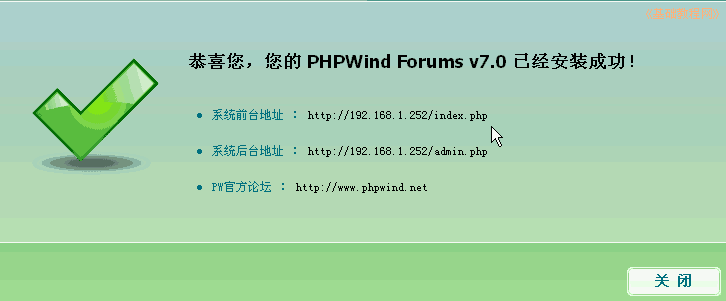 恭喜您，您的 PHPWind Forums v7.0 已经安装成功！
系统前台地址 ： http://192.168.1.252/index.php
系统后台地址 ： http://192.168.1.252/admin.php
PW官方论坛 ： http://www.phpwind.net
关 闭